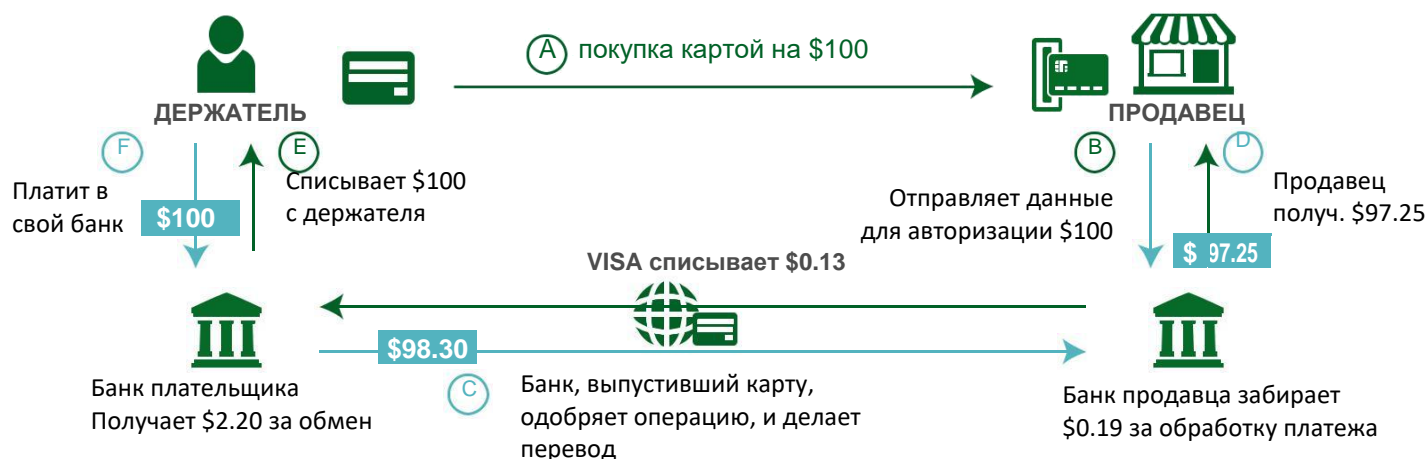 A покупка картой на $100
ДЕРЖАТЕЛЬ
ПРОДАВЕЦ
F
E
B
D
Платит в
свой банк
$100
Списывает $100
с держателя
Отправляет данные
для авторизации $100
Продавец
получ. $97.25
$ 97.25
VISA списывает $0.13
$98.30
Банк плательщика
Получает $2.20 за обмен
C
Банк, выпустивший карту,
одобряет операцию, и делает
перевод
Банк продавца забирает
$0.19 за обработку платежа